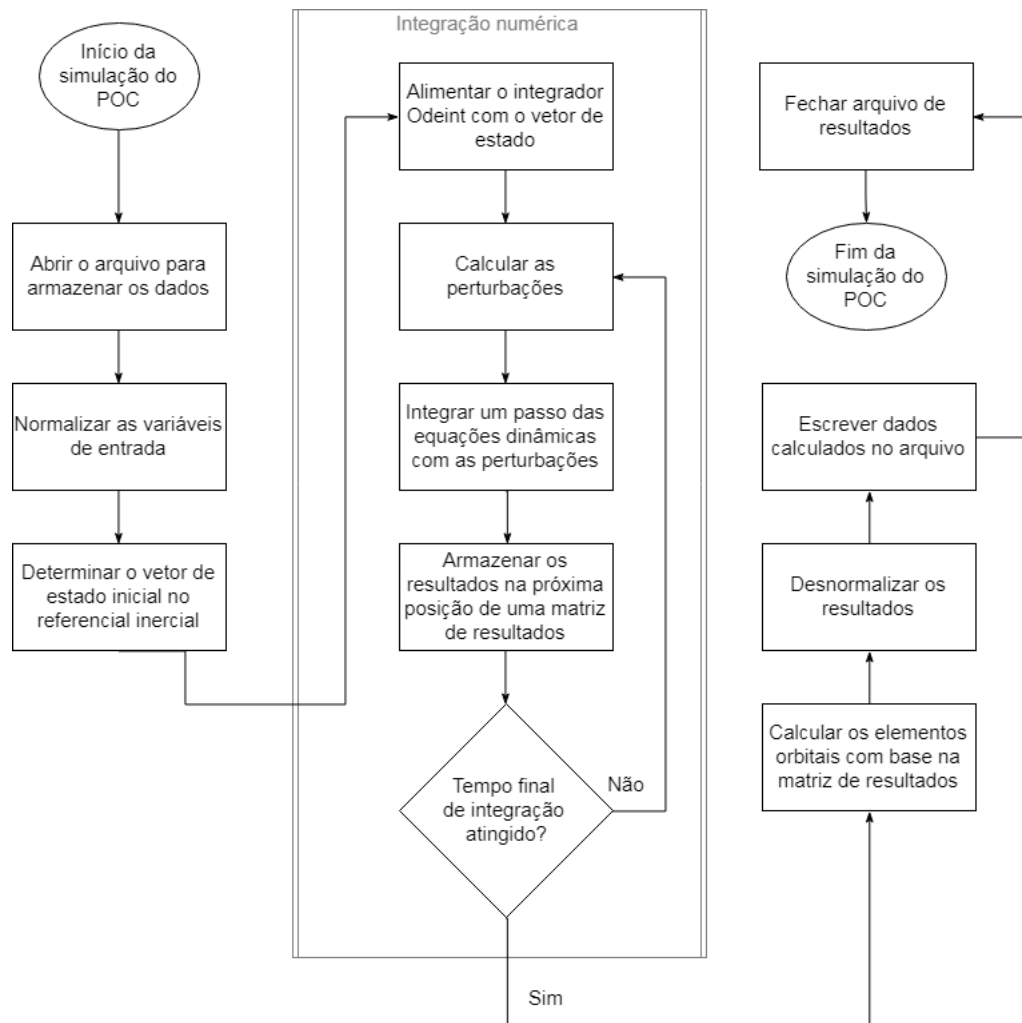 Início da
simulação do
POC
Abrir o arquivo para
armazenar os dados
Normalizar as variáveis
de entrada
Determinar o vetor de
estado inicial no
referencial inercial
Integração numérica
Alimentar o integrador
Odeint com o vetor de
estado
Calcular as
perturbações
Integrar um passo das
equações dinâmicas
com as perturbações
Armazenar os
resultados na próxima
posição de uma matriz
de resultados
Tempo final
de integração
atingido?
Não
Sim
Calcular os elementos
orbitais com base na
matriz de resultados
Desnormalizar os
resultados
Escrever dados
calculados no arquivo
Fechar arquivo de
resultados
Fim da
simulação do
POC